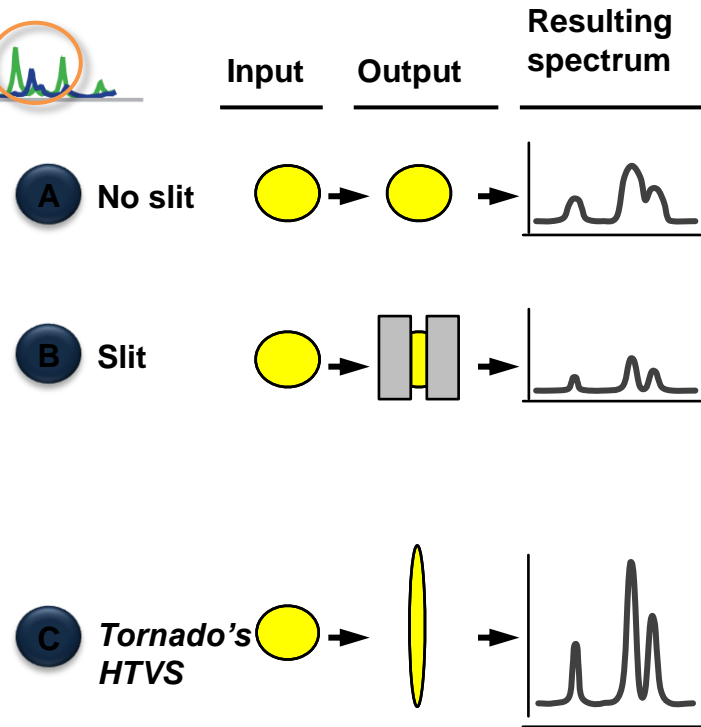 Input
Output
Resulting
spectrum
A
No slit
B
Slit
C
Tornado's
HTVS